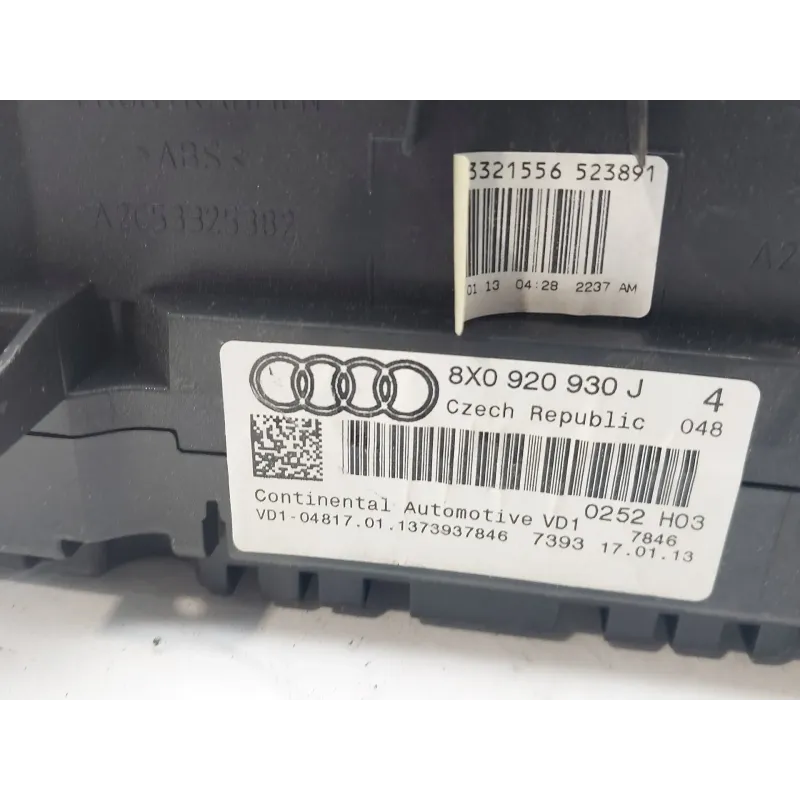 >ABS<
A2C53325382
3321556 523891
01 13 04:28 2237 AM
A2
8X0 920 930 J 4
Czech Republic 048
Continental Automotive VD1 0252 H03
VD1-04817.01.1373937846 7393 7846
17.01.13